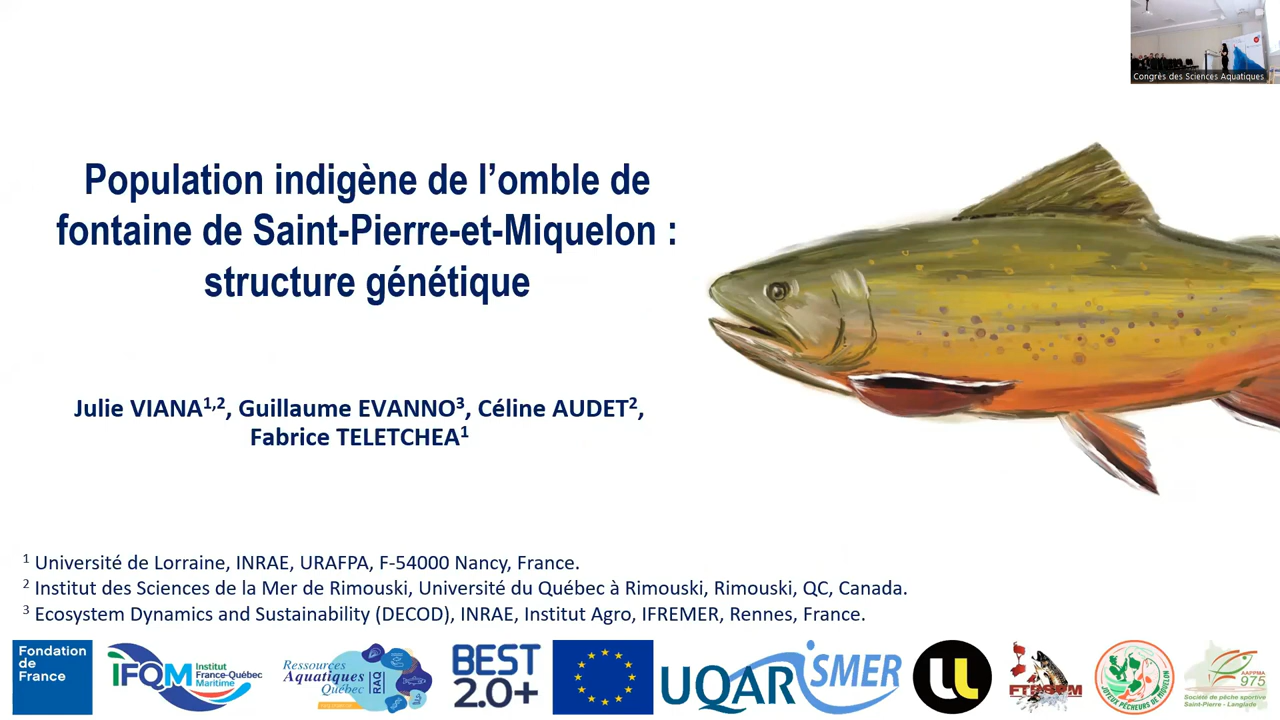 Congrès des Sciences Aquatiques
Population indigène de l’omble de
fontaine de Saint-Pierre-et-Miquelon :
structure génétique
Julie VIANA1,2, Guillaume EVANNO3, Céline AUDET2,
Fabrice TELETCHEA1
1 Université de Lorraine, INRAE, URAFPA, F-54000 Nancy, France.
2 Institut des Sciences de la Mer de Rimouski, Université du Québec à Rimouski, Rimouski, QC, Canada.
3 Ecosystem Dynamics and Sustainability (DECOD), INRAE, Institut Agro, IFREMER, Rennes, France.
Fondation
de
France
IFQM
Institut
France-Québec
Maritime
Ressources
Aquatiques
Québec
RAQ
BEST
2.0+
UQAR
iSMER
JOYEUX PÊCHEURS DE MIQUELON
AAPPMA
975
Société de pêche sportive
Saint-Pierre - Langlade